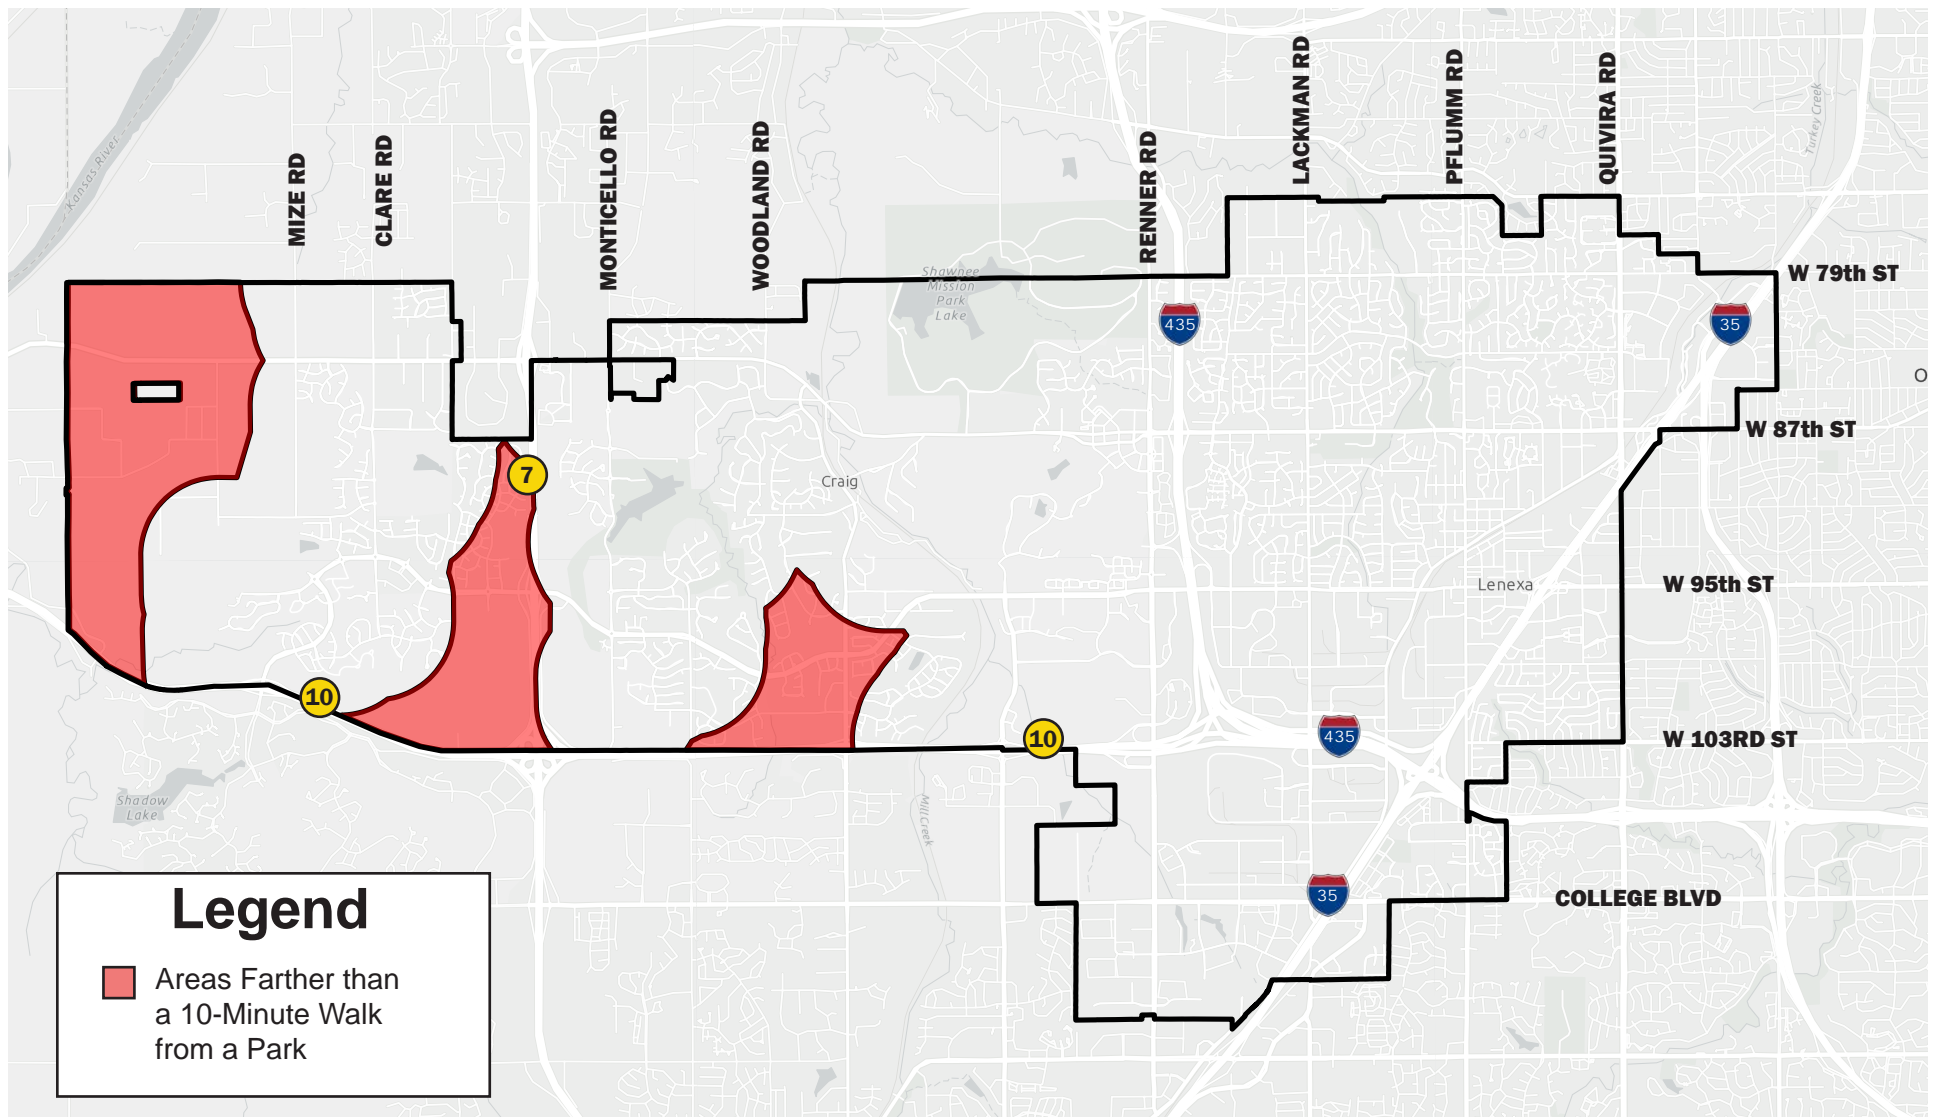 LACKMAN RD
PFLUMM RD
QUIVIRA RD
Turkey Creek
Kansas River
MIZE RD
CLARE RD
MONTICELLO RD
WOODLAND RD
RENNER RD
Shawnee
Mission
Park
Lake
W 79th ST
435
35
O
W 87th ST
7
Craig
Lenexa
W 95th ST
10
10
435
W 103RD ST
Shadow
Lake
Mill Creek
35
COLLEGE BLVD
Legend
Areas Farther than
a 10-Minute Walk
from a Park